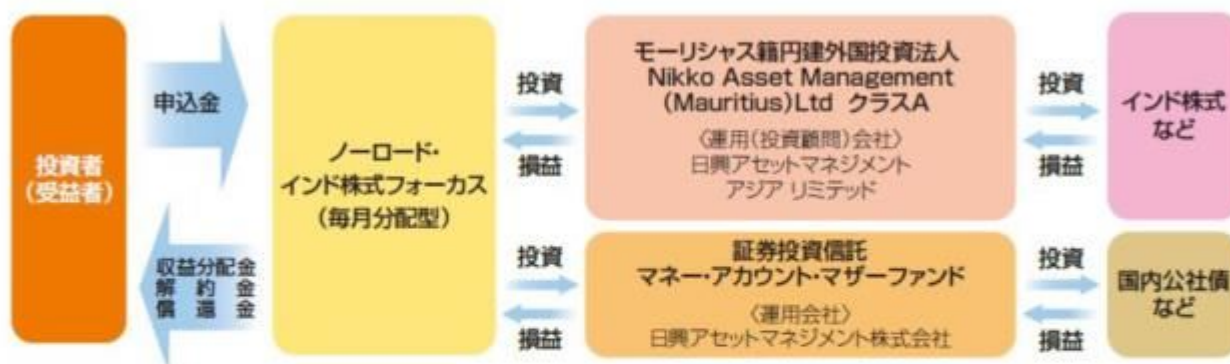 投資者
(受益者)
申込金
収益分配金
解約金
償還金
ノーロード・
インド株式フォーカス
(毎月分配型)
投資
損益
モーリシャス籍円建外国投資法人
Nikko Asset Management
(Mauritius)Ltd クラスA
〈運用(投資顧問)会社〉
日興アセットマネジメント
アジア リミテッド
投資
損益
インド株式
など
投資
損益
証券投資信託
マネー・アカウント・マザーファンド
〈運用会社〉
日興アセットマネジメント株式会社
投資
損益
国内公社債
など